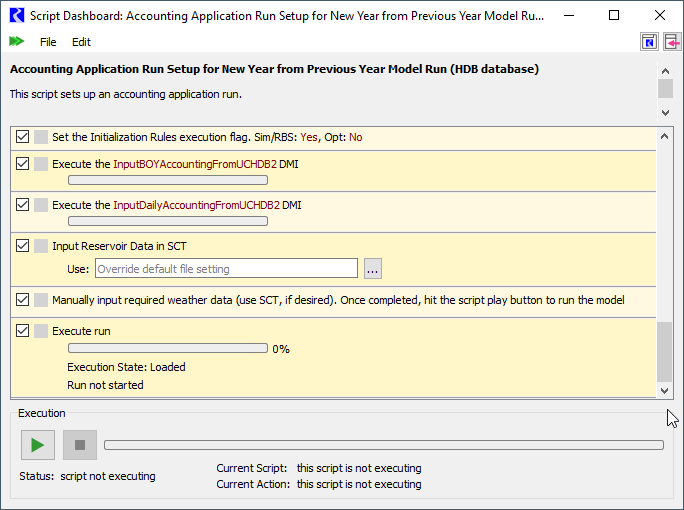 Script Dashboard: Accounting Application Run Setup for New Year from Previous Year Model Ru...
File Edit
Accounting Application Run Setup for New Year from Previous Year Model Run (HDB database)
This script sets up an accounting application run.
Set the Initialization Rules execution flag. Sim/RBS: Yes, Opt: No
Execute the InputBOYAccountingFromUCHDB2 DMI
Execute the InputDailyAccountingFromUCHDB2 DMI
Input Reservoir Data in SCT
Use: Override default file setting ...
Manually input required weather data (use SCT, if desired). Once completed, hit the script play button to run the model
Execute run
0%
Execution State: Loaded
Run not started
Execution
Status: script not executing
Current Script: this script is not executing
Current Action: this script is not executing